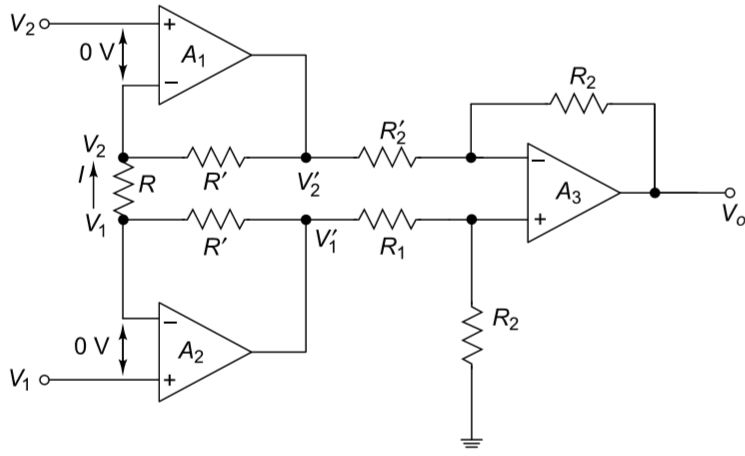 V₂
+
0 V
A₁
−
R₂
V₂
R'
V₂'
R₂'
−
I
R
A₃
V₁
R'
V₁'
R₁
+
Vₒ
−
R₂
0 V
A₂
V₁
+